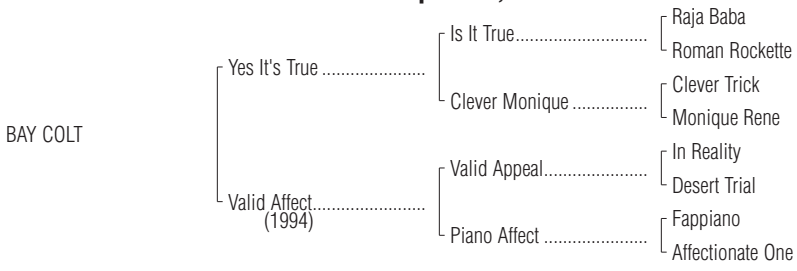 Raja Baba
Is It True............................
Roman Rockette
Yes It's True ......................
Clever Trick
Clever Monique ................
Monique Rene
BAY COLT
In Reality
Valid Appeal......................
Desert Trial
Valid Affect........................
(1994)
Fappiano
Piano Affect ......................
Affectionate One